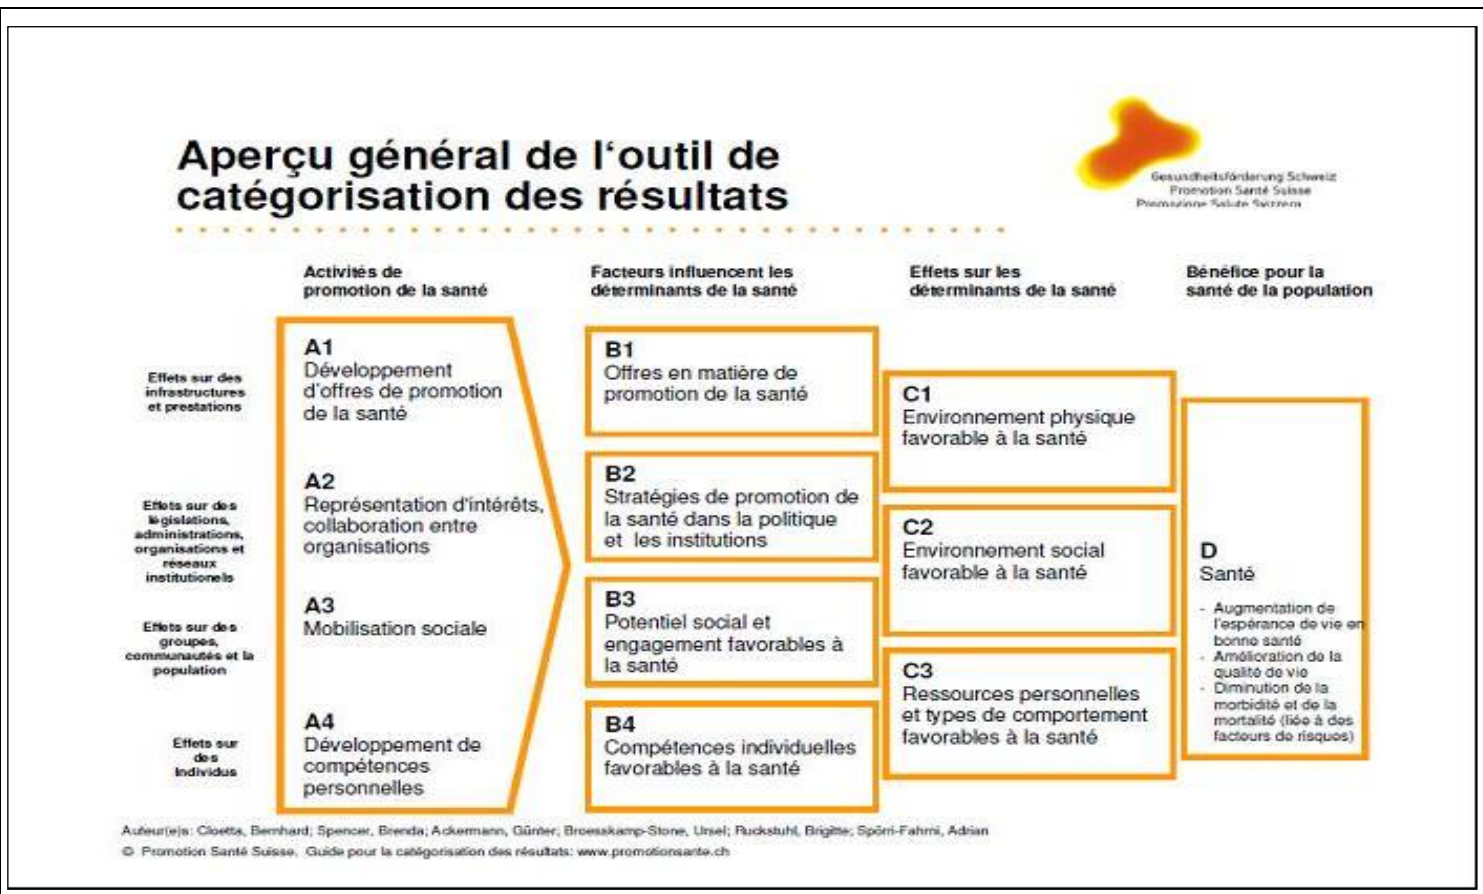 Aperçu général de l'outil de
catégorisation des résultats
Gesundheitsförderung Schweiz
Promotion Santé Suisse
Promozione Salute Svizzera
Activités de
promotion de la santé
Facteurs influencent les
déterminants de la santé
Effets sur les
déterminants de la santé
Bénéfice pour la
santé de la population
Effets sur des
infrastructures
et prestations
Effets sur des
législations,
administrations,
organisations et
réseaux
institutionels
Effets sur des
groupes,
communautés et la
population
Effets sur
des
Individus
A1
Développement
d'offres de promotion
de la santé
A2
Représentation d'intérêts,
collaboration entre
organisations
A3
Mobilisation sociale
A4
Développement de
compétences
personnelles
B1
Offres en matière de
promotion de la santé
B2
Stratégies de promotion de
la santé dans la politique
et les institutions
B3
Potentiel social et
engagement favorables à
la santé
B4
Compétences individuelles
favorables à la santé
C1
Environnement physique
favorable à la santé
C2
Environnement social
favorable à la santé
C3
Ressources personnelles
et types de comportement
favorables à la santé
D
Santé
- Augmentation de
l'espérance de vie en
bonne santé
- Amélioration de la
qualité de vie
- Diminution de la
morbidité et de la
mortalité (liée à des
facteurs de risques)
Auteur(e)s: Cloetta, Bernhard; Spencer, Brenda; Ackermann, Günter; Broesskamp-Stone, Ursel; Ruckstuhl, Brigitte; Spörri-Fahrni, Adrian
© Promotion Santé Suisse, Guide pour la catégorisation des résultats: www.promotionsante.ch